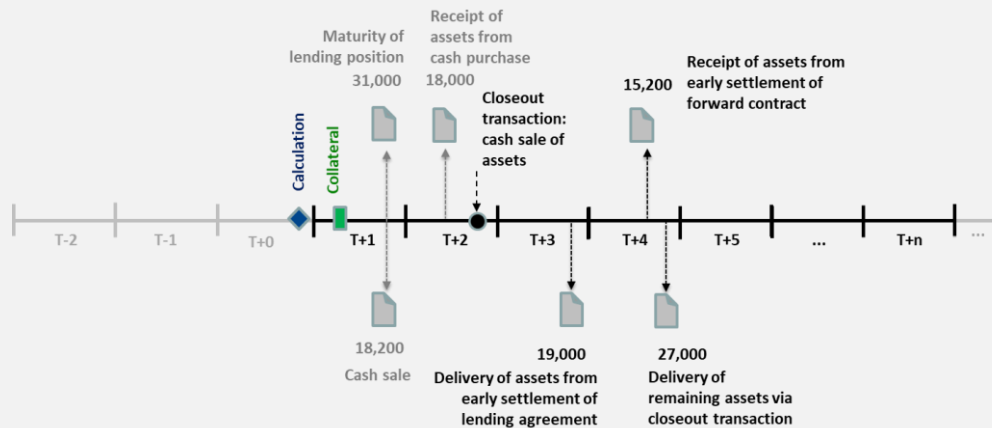 Maturity of
lending position
31,000
Receipt of
assets from
cash purchase
18,000
Closeout
transaction:
cash sale of
assets
15,200
Receipt of assets from
early settlement of
forward contract
Calculation
Collateral
T-2
T-1
T+0
T+1
T+2
T+3
T+4
T+5
...
T+n
...
18,200
Cash sale
19,000
Delivery of assets from
early settlement of
lending agreement
27,000
Delivery of
remaining assets via
closeout transaction